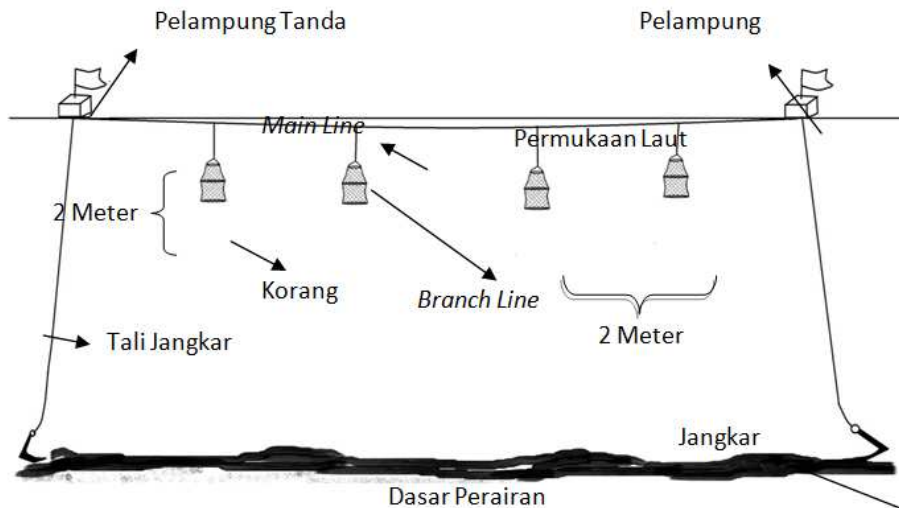 Pelampung Tanda
Pelampung
Main Line
Permukaan Laut
2 Meter
Korang
Branch Line
2 Meter
Tali Jangkar
Jangkar
Dasar Perairan